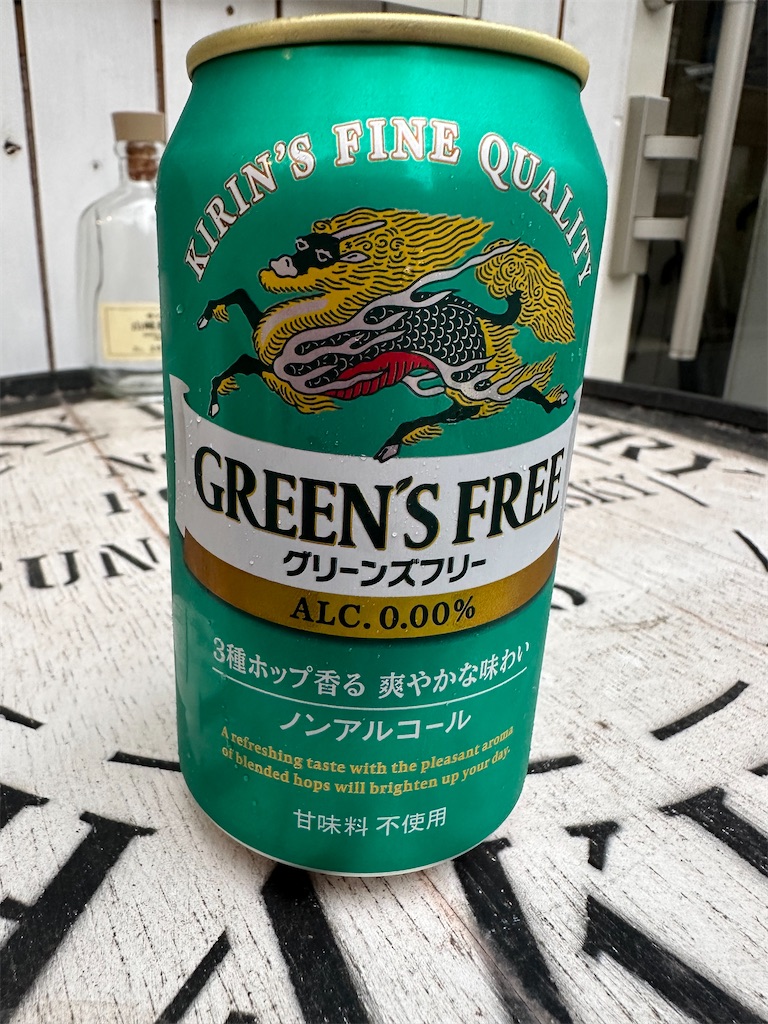 KIRIN'S FINE QUALITY
GREEN'S FREE
グリーンズフリー
ALC. 0.00%
3種ホップ香る 爽やかな味わい
ノンアルコール
A refreshing taste with the pleasant aroma
of blended hops will brighten up your day.
甘味料 不使用